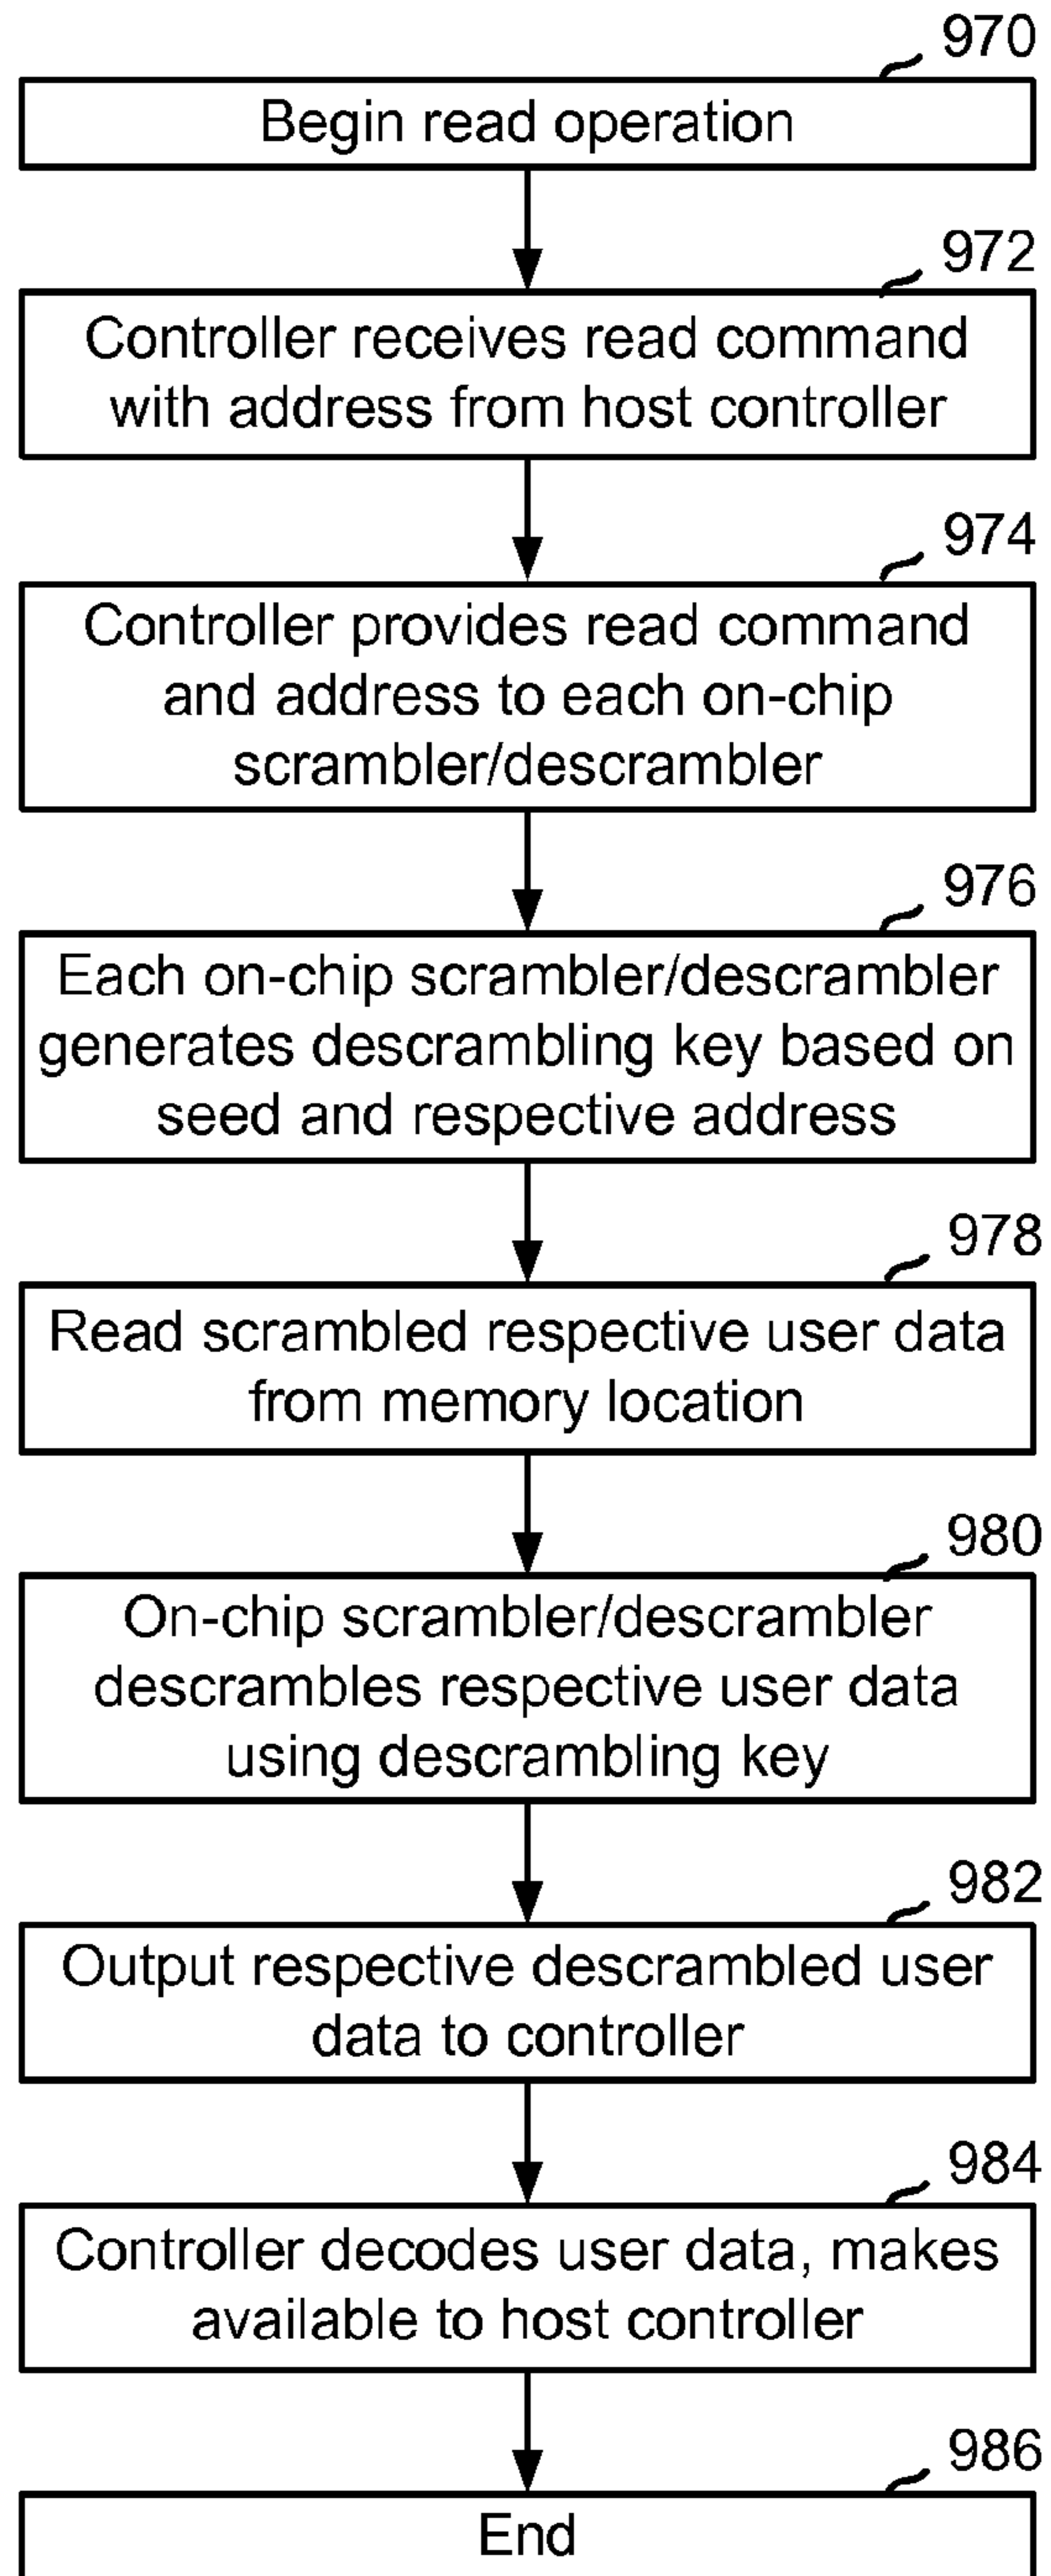 970
Begin read operation
972
Controller receives read command
with address from host controller
974
Controller provides read command
and address to each on-chip
scrambler/descrambler
976
Each on-chip scrambler/descrambler
generates descrambling key based on
seed and respective address
978
Read scrambled respective user data
from memory location
980
On-chip scrambler/descrambler
descrambles respective user data
using descrambling key
982
Output respective descrambled user
data to controller
984
Controller decodes user data, makes
available to host controller
986
End